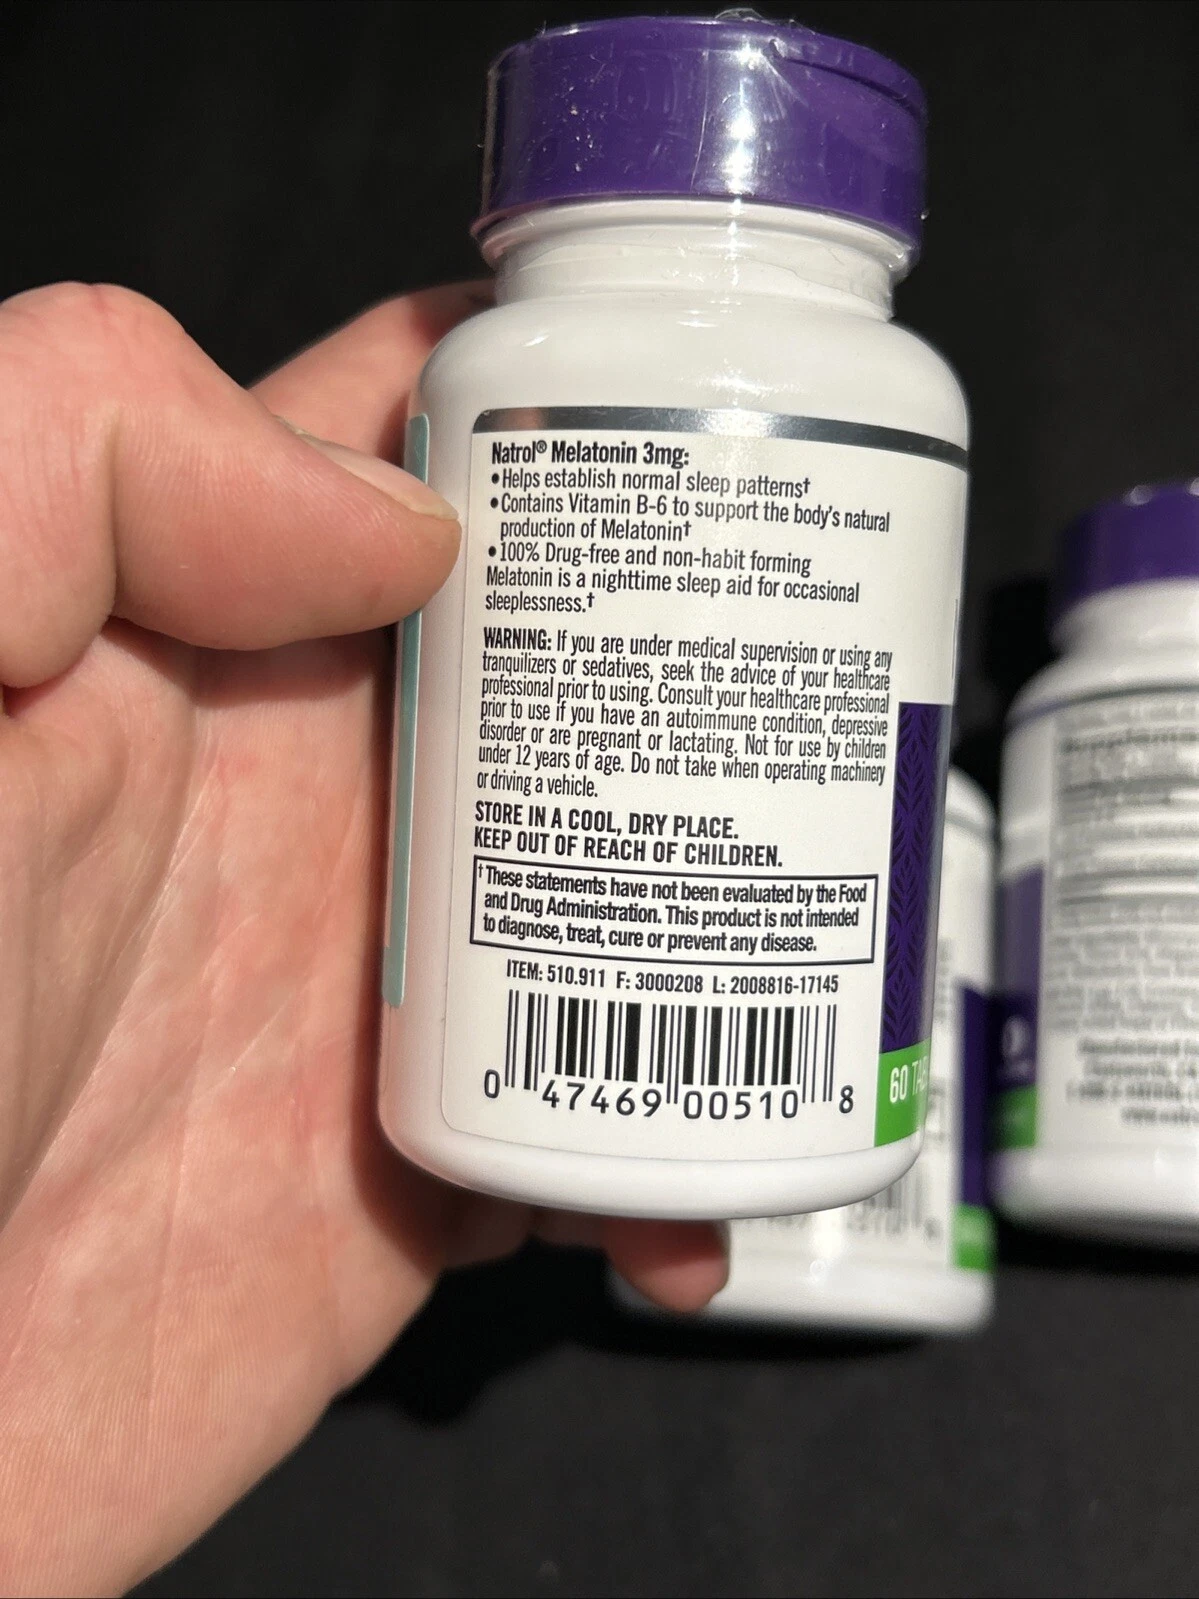 Natrol® Melatonin 3mg:
• Helps establish normal sleep patterns†
• Contains Vitamin B-6 to support the body's natural
production of Melatonin†
• 100% Drug-free and non-habit forming
Melatonin is a nighttime sleep aid for occasional
sleeplessness.†
WARNING: If you are under medical supervision or using any
tranquilizers or sedatives, seek the advice of your healthcare
professional prior to using. Consult your healthcare professional
prior to use if you have an autoimmune condition, depressive
disorder or are pregnant or lactating. Not for use by children
under 12 years of age. Do not take when operating machinery
or driving a vehicle.
STORE IN A COOL, DRY PLACE.
KEEP OUT OF REACH OF CHILDREN.
† These statements have not been evaluated by the Food
and Drug Administration. This product is not intended
to diagnose, treat, cure or prevent any disease.
ITEM: 510.911 F: 3000208 L: 2008816-17145
0 47469 00510 8
60 TAB